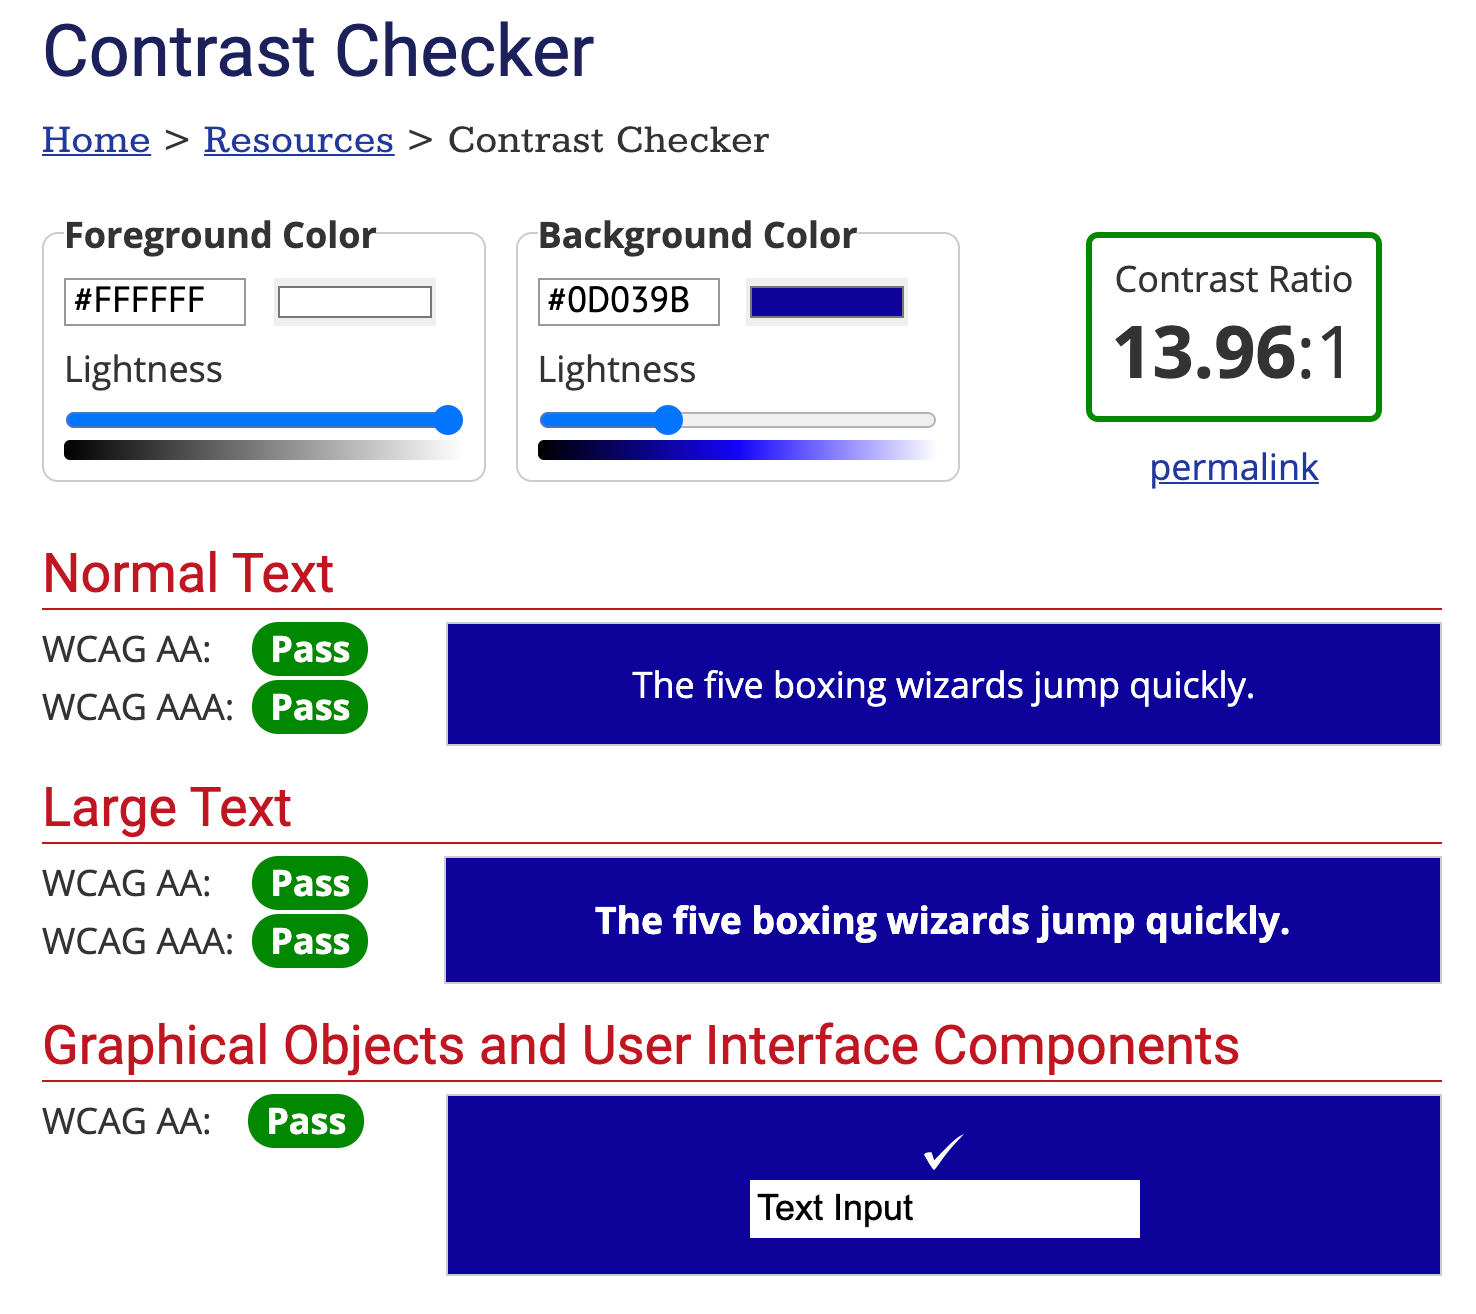 Contrast Checker
Home > Resources > Contrast Checker
Foreground Color
#FFFFFF
Lightness
Background Color
#0D039B
Lightness
Contrast Ratio
13.96:1
permalink
Normal Text
WCAG AA: Pass
WCAG AAA: Pass
The five boxing wizards jump quickly.
Large Text
WCAG AA: Pass
WCAG AAA: Pass
The five boxing wizards jump quickly.
Graphical Objects and User Interface Components
WCAG AA: Pass
Text Input